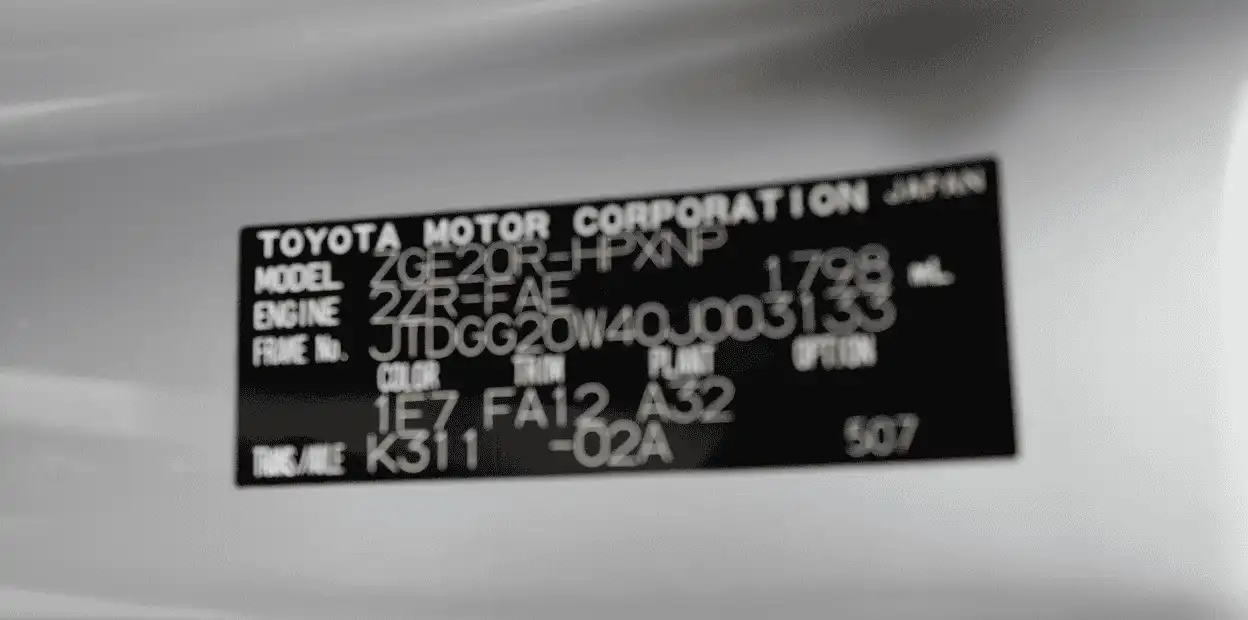 TOYOTA MOTOR CORPORATION JAPAN
MODEL ZGE20R-HPXNP
ENGINE 2ZR-FAE 1798 mL
FRAME No. JTDGG20W40J003133
COLOR TRIM PLANT OPTION
1E7 FA12 A32
TRANS/AXLE K311 -02A 507